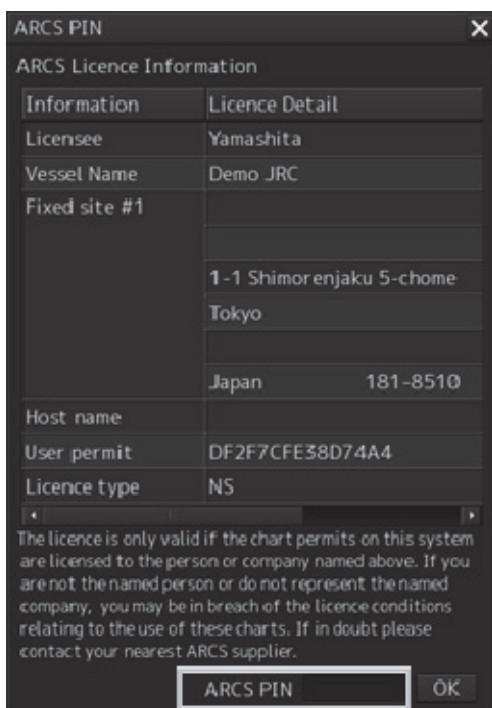 ARCS PIN
ARCS Licence Information
Information Licence Detail
Licensee Yamashita
Vessel Name Demo JRC
Fixed site #1
1-1 Shimorenjaku 5-chome
Tokyo
Japan 181-8510
Host name
User permit DF2F7CFE38D74A4
Licence type NS
The licence is only valid if the chart permits on this system
are licensed to the person or company named above. If you
are not the named person or do not represent the named
company, you may be in breach of the licence conditions
relating to the use of these charts. If in doubt please
contact your nearest ARCS supplier.
ARCS PIN OK